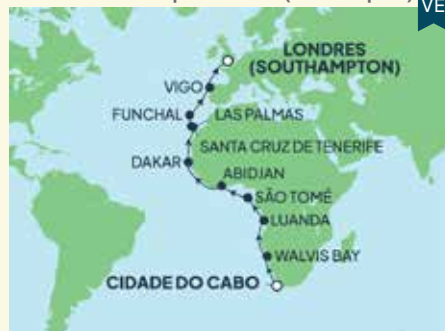 VE
LONDRES
(SOUTHAMPTON)
VIGO
FUNCHAL
LAS PALMAS
SANTA CRUZ DE TENERIFE
DAKAR
ABIDJAN
SÃO TOMÉ
LUANDA
WALVIS BAY
CIDADE DO CABO